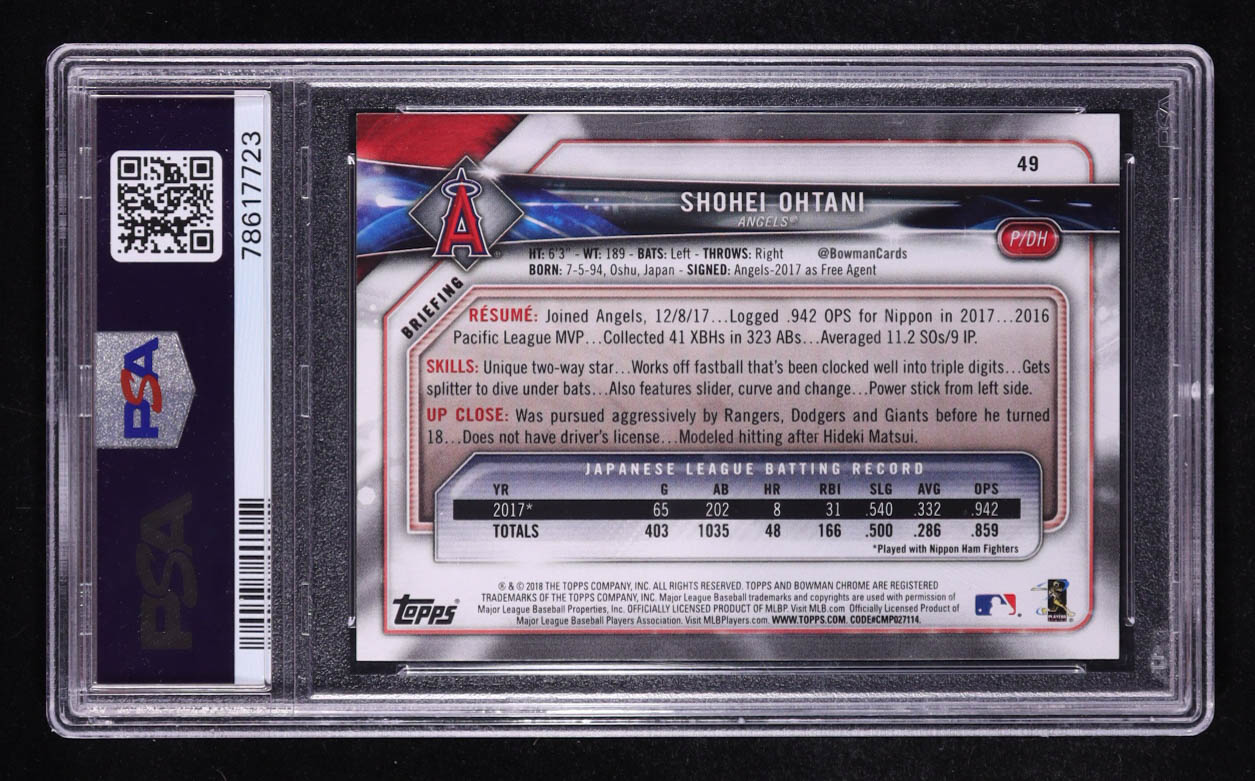 PSA
78617723
PSA
49
SHOHEI OHTANI
ANGELS®
A®
P/DH
HT: 6'3" - WT: 189 - BATS: Left - THROWS: Right @BowmanCards
BORN: 7-5-94, Oshu, Japan - SIGNED: Angels-2017 as Free Agent
BRIEFING
RÉSUMÉ: Joined Angels, 12/8/17...Logged .942 OPS for Nippon in 2017...2016
Pacific League MVP...Collected 41 XBHs in 323 ABs...Averaged 11.2 SOs/9 IP.
SKILLS: Unique two-way star...Works off fastball that's been clocked well into triple digits...Gets
splitter to dive under bats...Also features slider, curve and change...Power stick from left side.
UP CLOSE: Was pursued aggressively by Rangers, Dodgers and Giants before he turned
18...Does not have driver's license...Modeled hitting after Hideki Matsui.
JAPANESE LEAGUE BATTING RECORD
YR G AB HR RBI SLG AVG OPS
2017* 65 202 8 31 .540 .332 .942
TOTALS 403 1035 48 166 .500 .286 .859
*Played with Nippon Ham Fighters
® & © 2018 THE TOPPS COMPANY, INC. ALL RIGHTS RESERVED. TOPPS AND BOWMAN CHROME ARE REGISTERED
TRADEMARKS OF THE TOPPS COMPANY, INC. Major League Baseball trademarks and copyrights are used with permission of
Major League Baseball Properties, Inc. OFFICIALLY LICENSED PRODUCT OF MLBP. Visit MLB.com Officially Licensed Product of
Major League Baseball Players Association. Visit MLBPlayers.com. WWW.TOPPS.COM. CODE#CMP027114.
topps®
PSA